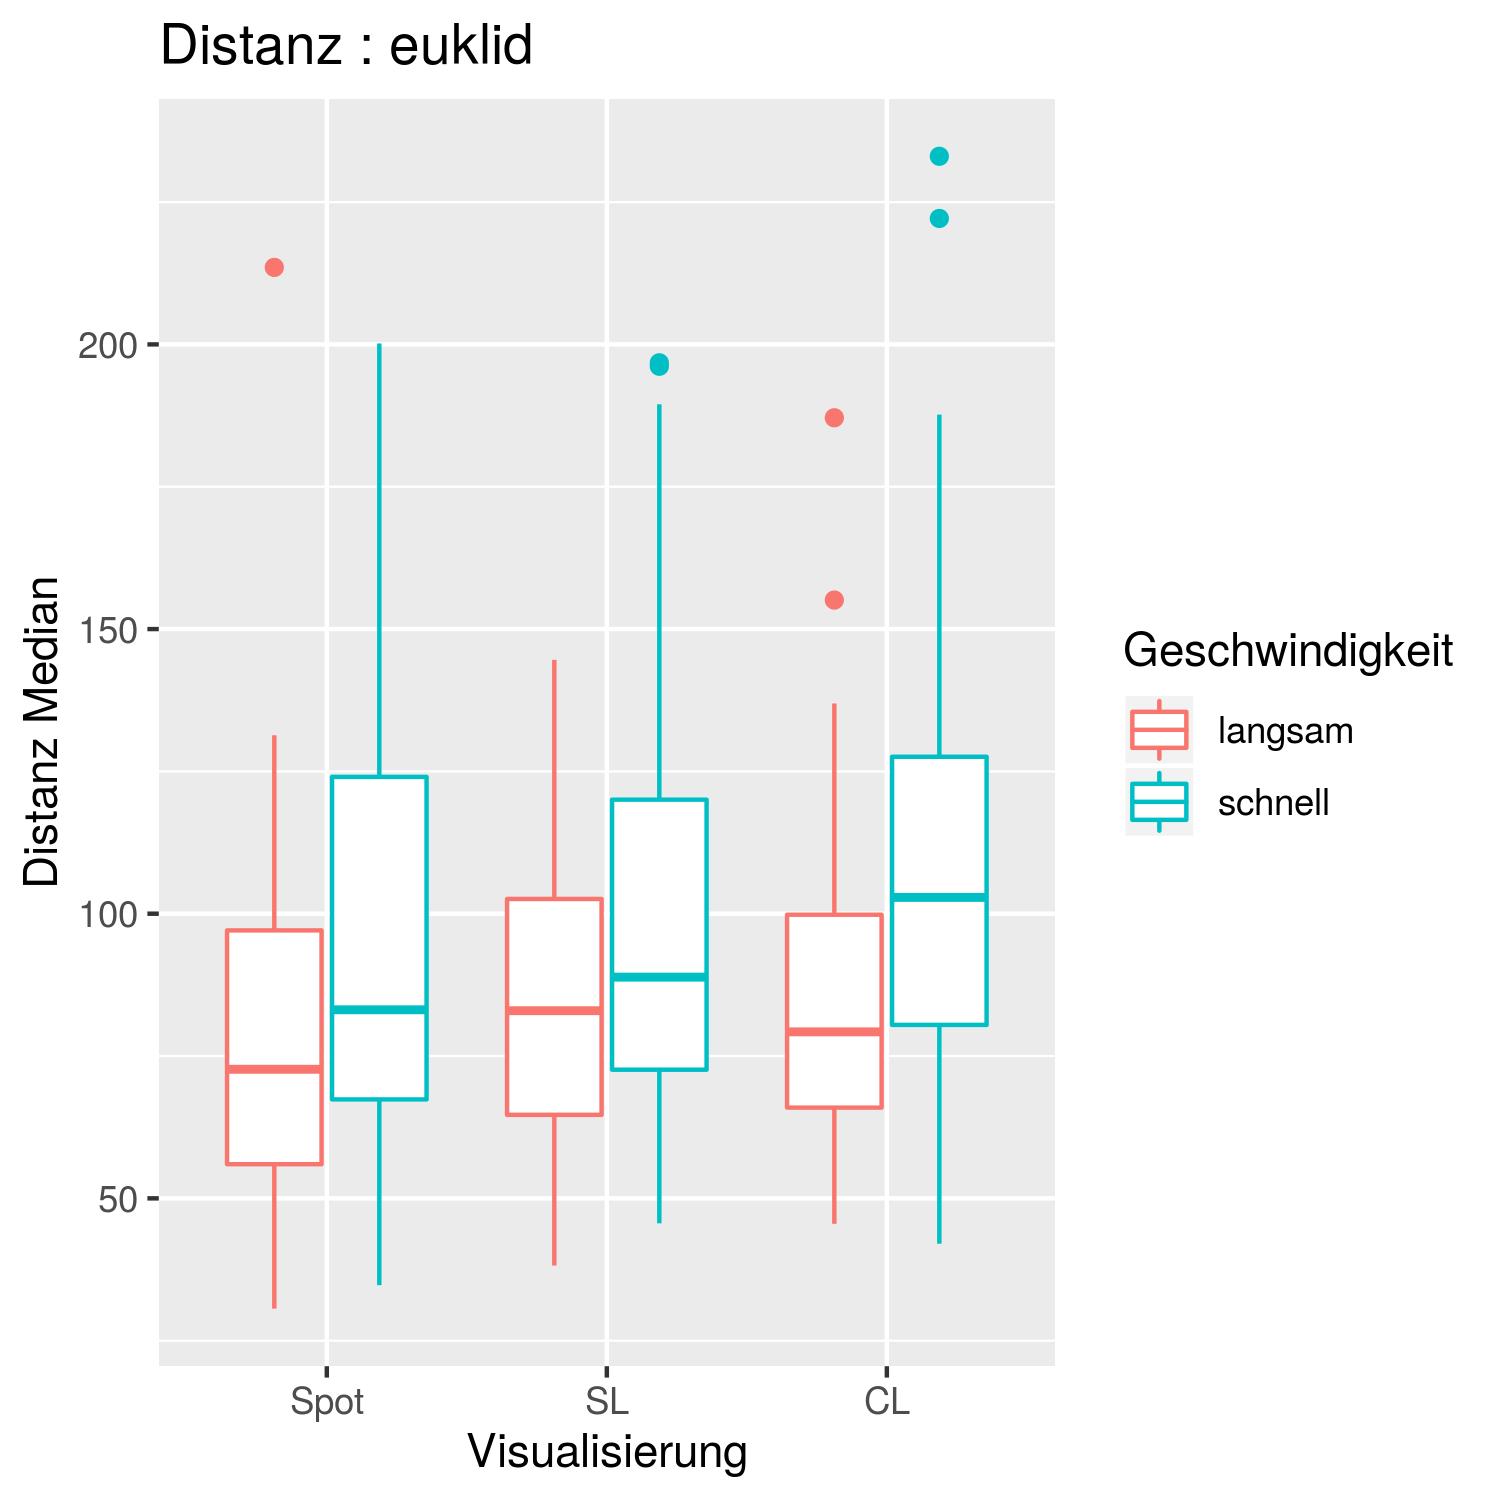 Distanz : euklid
Distanz Median
200
150
100
50
Spot SL CL
Visualisierung
Geschwindigkeit
langsam
schnell